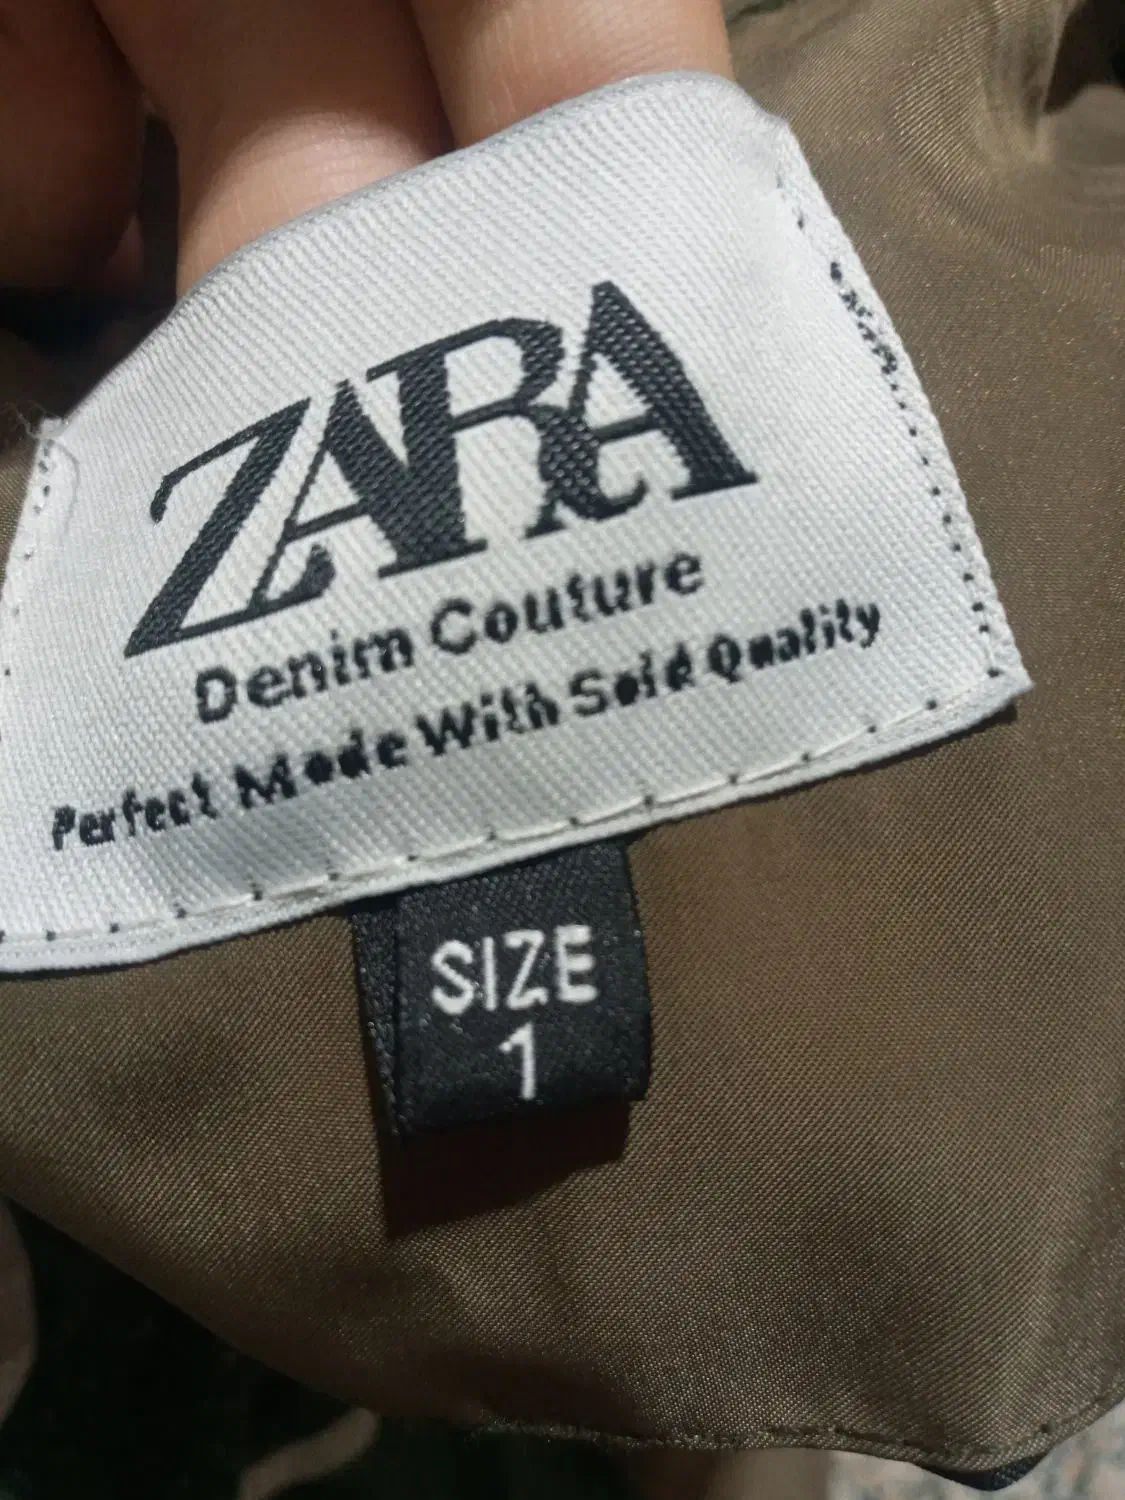 ZARA
Denim Couture
Perfect Made With Sold Quality
SIZE
1